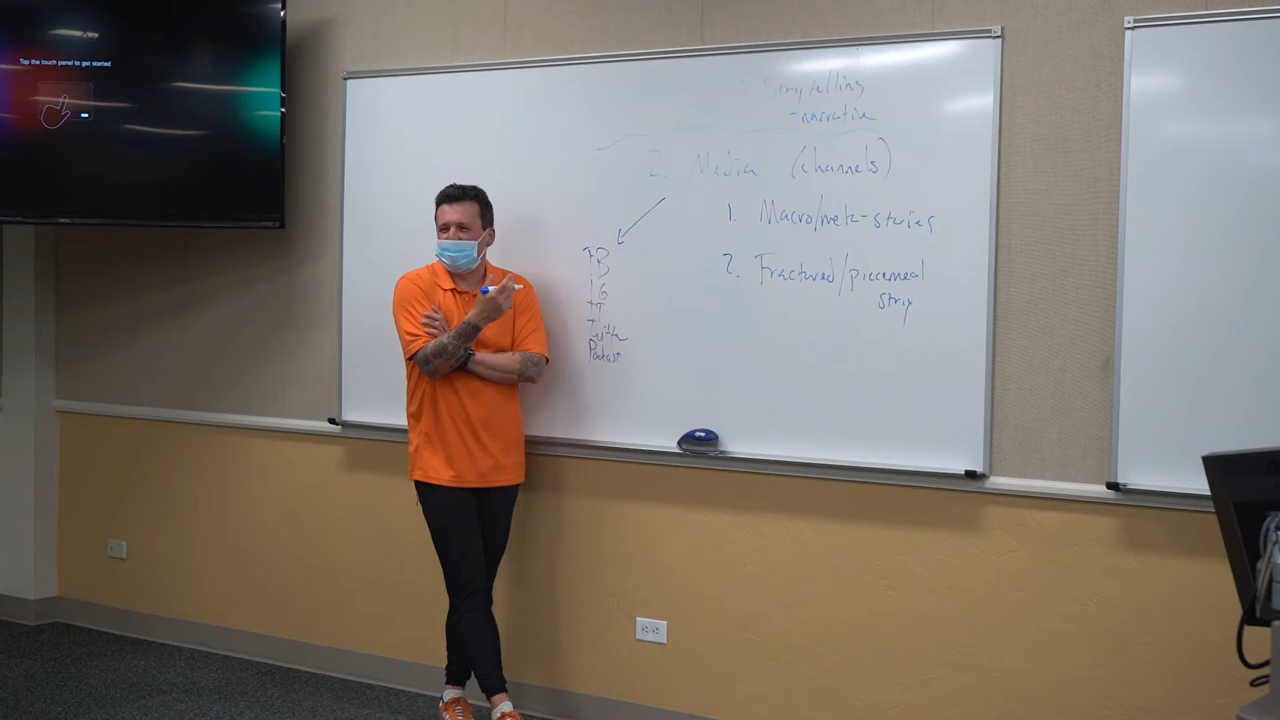 Tap the touch panel to get started
Storytelling
-narrative
2. Media (channels)
1. Macro/meta-stories
2. Fractured/piecemeal
story
FB
IG
TT
Twitter
Podcast